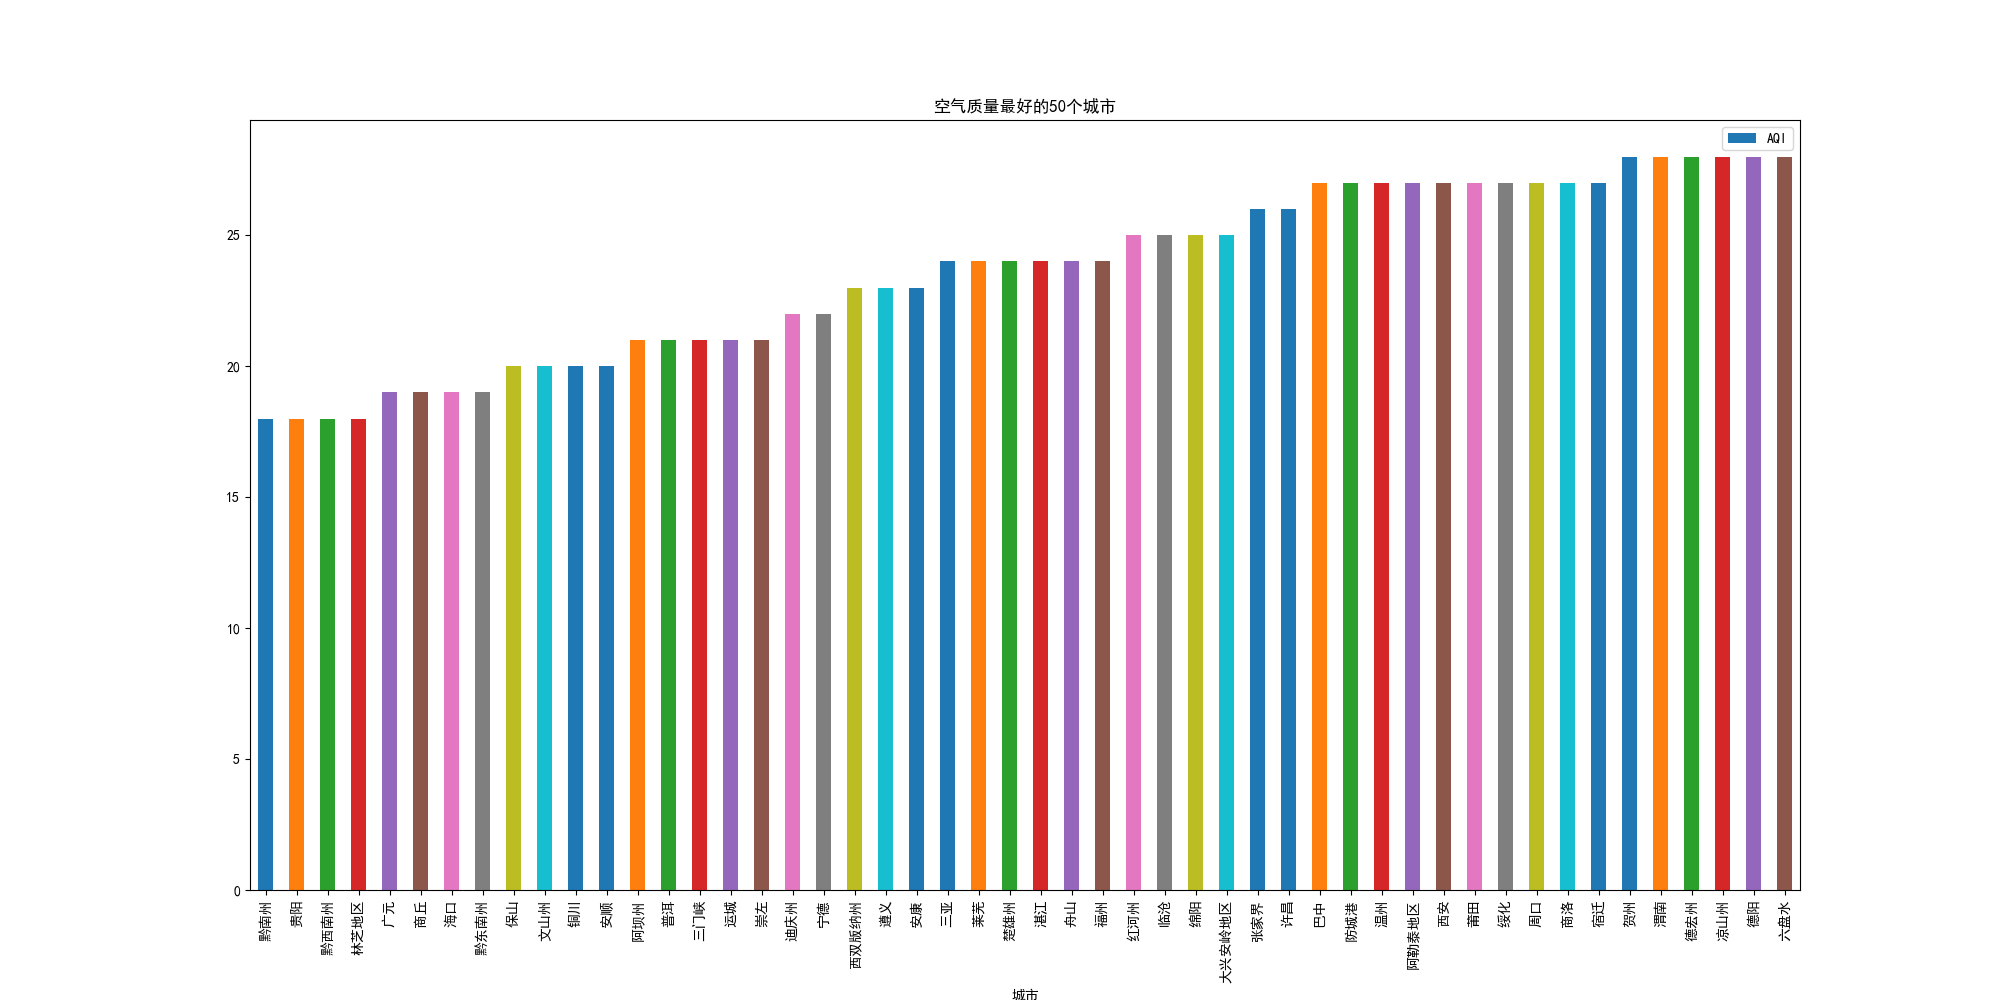 空气质量最好的50个城市
AQI
25
20
15
10
5
0
黔南州
贵阳
黔西南州
林芝地区
广元
商丘
海口
黔东南州
保山
文山州
铜川
安顺
阿坝州
普洱
三门峡
运城
崇左
迪庆州
宁德
西双版纳州
遵义
安康
三亚
莱芜
楚雄州
湛江
舟山
福州
红河州
临沧
绵阳
大兴安岭地区
张家界
许昌
巴中
防城港
温州
阿勒泰地区
西安
莆田
绥化
周口
商洛
宿迁
贺州
渭南
德宏州
凉山州
德阳
六盘水
城市